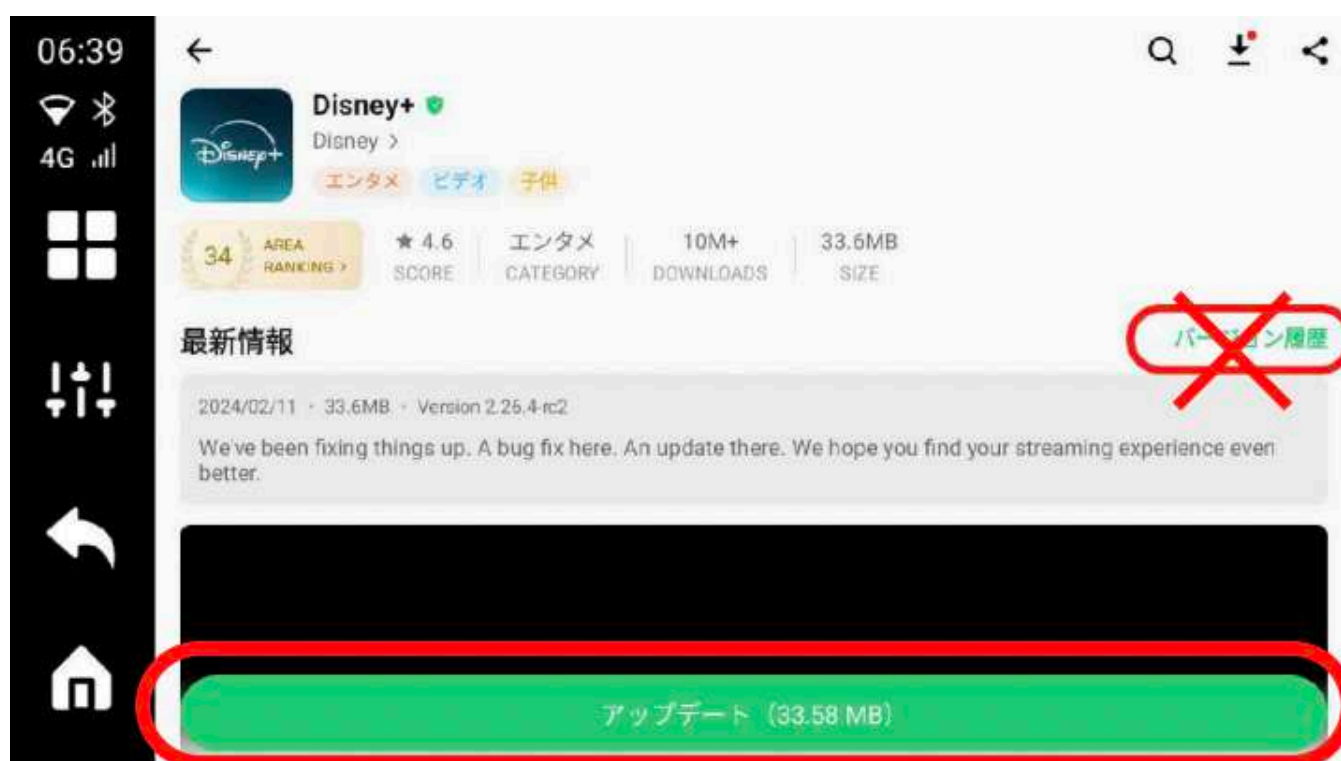 06:39
4G
Disney+
Disney+
Disney >
エンタメ ビデオ 子供
34 AREA RANKING >
★ 4.6 SCORE
エンタメ CATEGORY
10M+ DOWNLOADS
33.6MB SIZE
最新情報
バージョン履歴
2024/02/11 · 33.6MB · Version 2.26.4-rc2
We've been fixing things up. A bug fix here. An update there. We hope you find your streaming experience even
better.
アップデート（33.58 MB）